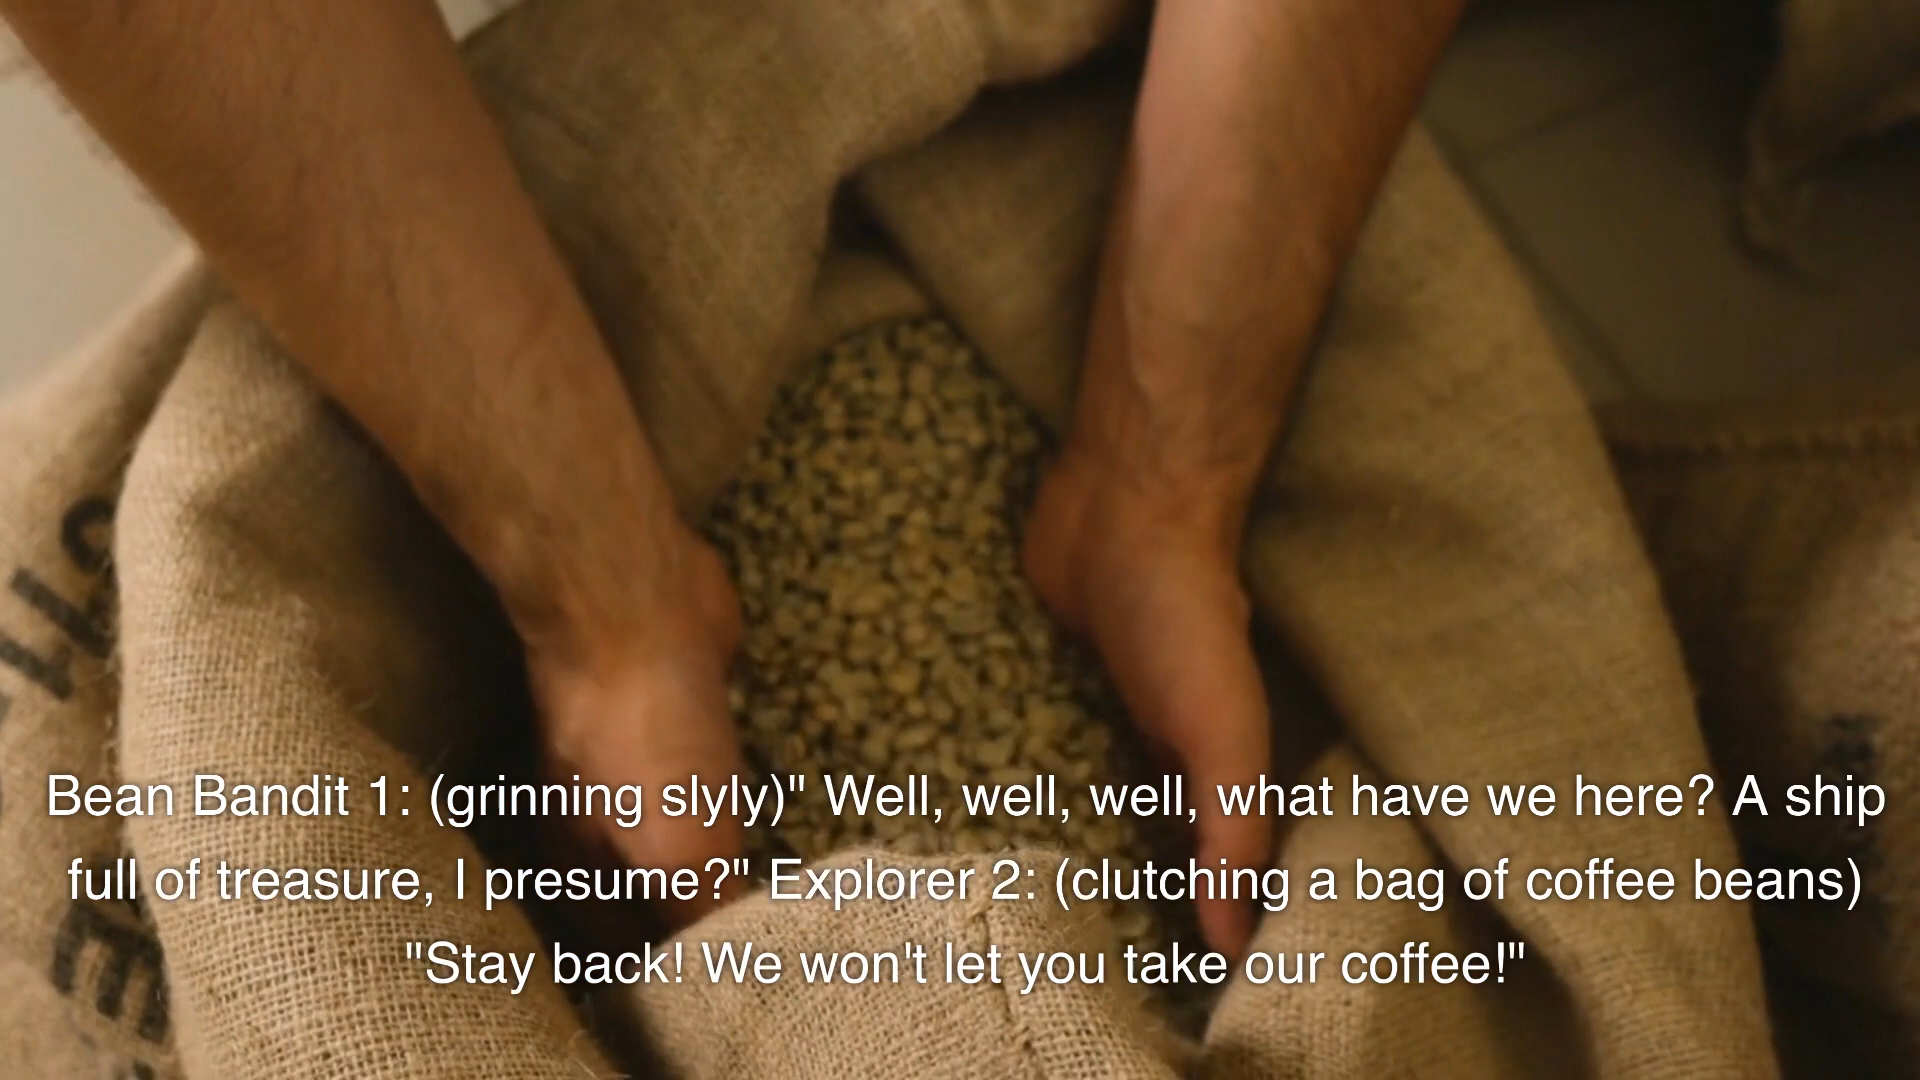 Bean Bandit 1: (grinning slyly)" Well, well, well, what have we here? A ship
full of treasure, I presume?" Explorer 2: (clutching a bag of coffee beans)
"Stay back! We won't let you take our coffee!"